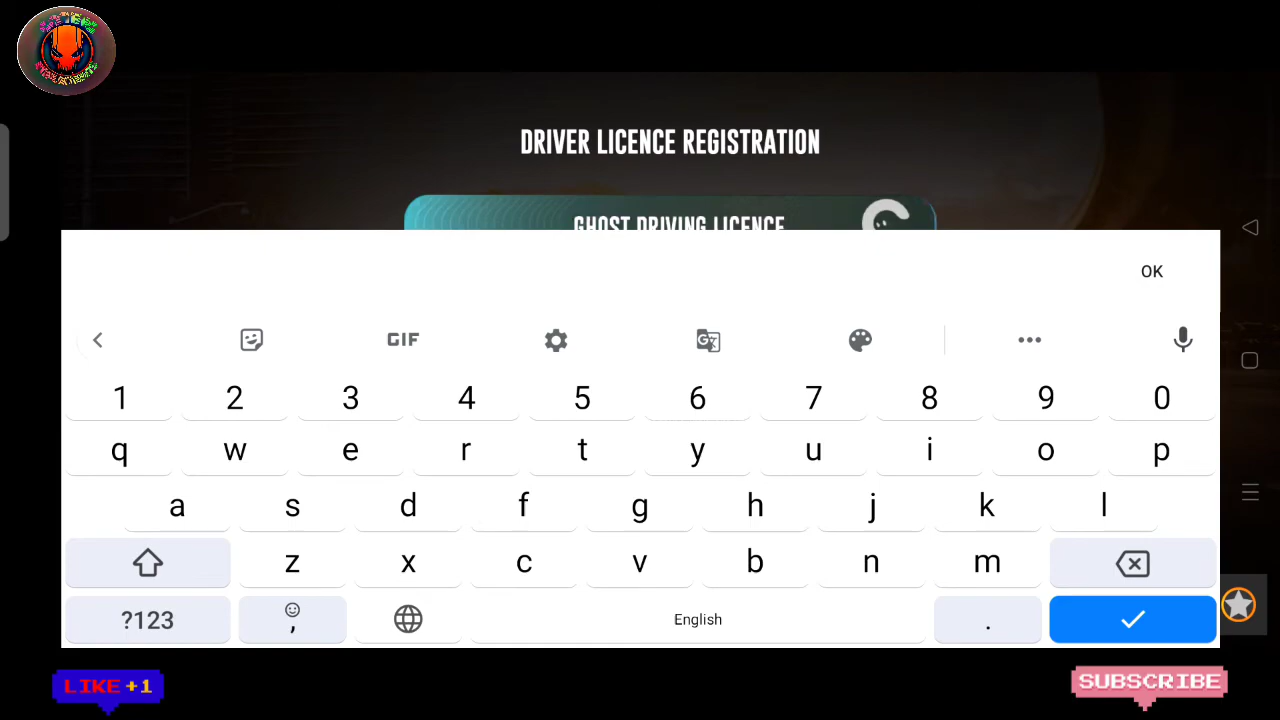 DRIVER LICENCE REGISTRATION
GHOST DRIVING LICENCE
OK
GIF
1 2 3 4 5 6 7 8 9 0
q w e r t y u i o p
a s d f g h j k l
z x c v b n m
?123 , English .
LIKE +1
SUBSCRIBE